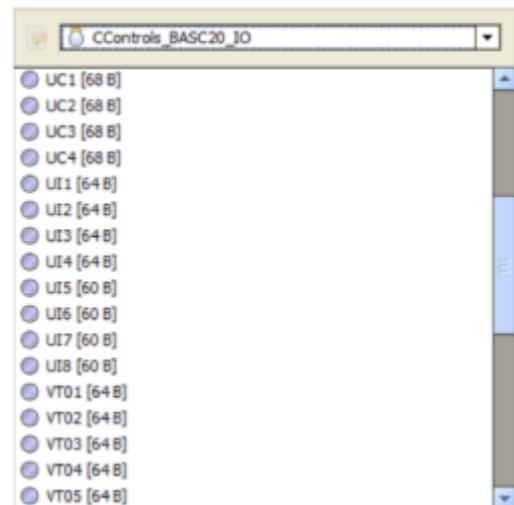 CControls_BASC20_IO
UC1 [68 B]
UC2 [68 B]
UC3 [68 B]
UC4 [68 B]
UI1 [64 B]
UI2 [64 B]
UI3 [64 B]
UI4 [64 B]
UI5 [60 B]
UI6 [60 B]
UI7 [60 B]
UI8 [60 B]
VT01 [64 B]
VT02 [64 B]
VT03 [64 B]
VT04 [64 B]
VT05 [64 B]